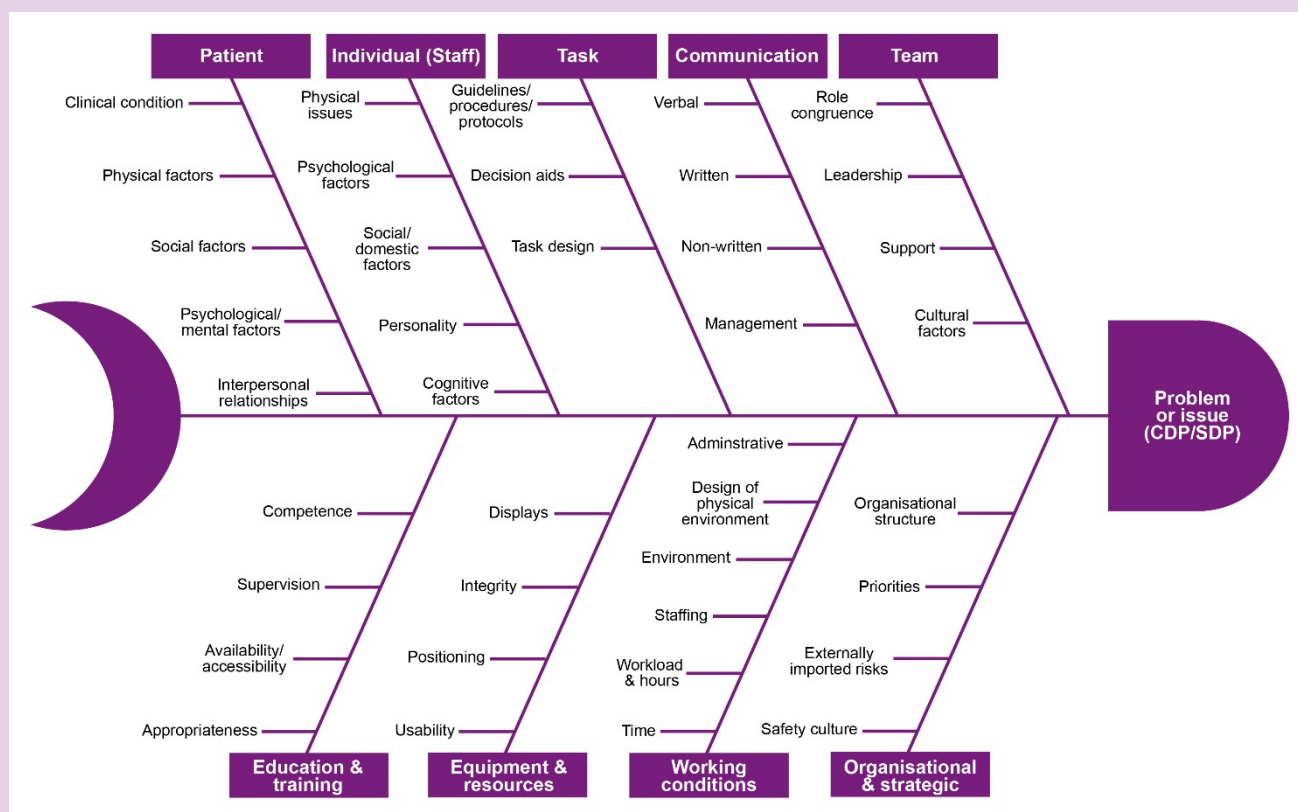 Patient
Individual (Staff)
Task
Communication
Team
Clinical condition
Physical factors
Social factors
Psychological/
mental factors
Interpersonal
relationships
Physical
issues
Psychological
factors
Social/
domestic
factors
Personality
Cognitive
factors
Guidelines/
procedures/
protocols
Decision aids
Task design
Verbal
Written
Non-written
Management
Role
congruence
Leadership
Support
Cultural
factors
Problem
or issue
(CDP/SDP)
Competence
Supervision
Availability/
accessibility
Appropriateness
Displays
Integrity
Positioning
Usability
Adminstrative
Design of
physical
environment
Environment
Staffing
Workload
& hours
Time
Organisational
structure
Priorities
Externally
imported risks
Safety culture
Education &
training
Equipment &
resources
Working
conditions
Organisational
& strategic